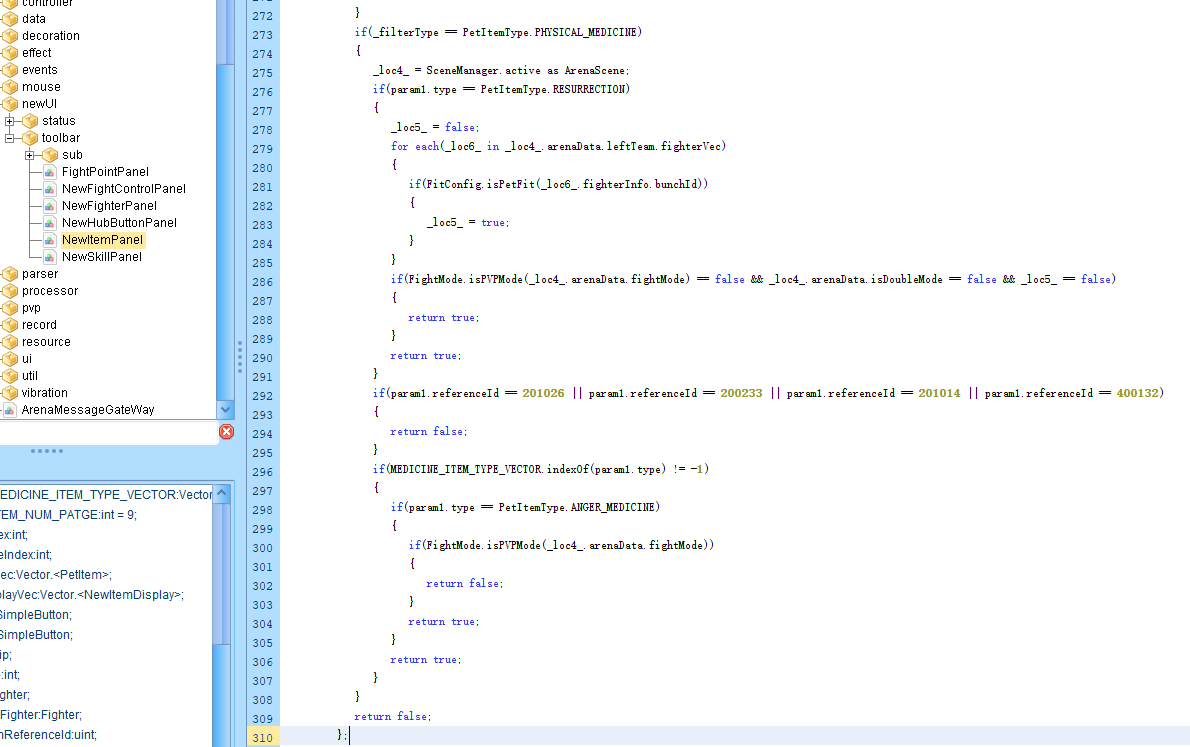 controller
data
decoration
effect
events
mouse
newUI
status
toolbar
sub
FightPointPanel
NewFightControlPanel
NewFighterPanel
NewHubButtonPanel
NewItemPanel
NewSkillPanel
parser
processor
pvp
record
resource
ui
util
vibration
ArenaMessageGateWay
EDICINE_ITEM_TYPE_VECTOR:Vector
TEM_NUM_PATGE:int = 9;
ex:int;
eIndex:int;
ec:Vector.<PetItem>;
playVec:Vector.<NewItemDisplay>;
SimpleButton;
SimpleButton;
ip;
:int;
ghter;
Fighter:Fighter;
nReferenceId:uint;
272 }
273 if(_filterType == PetItemType.PHYSICAL_MEDICINE)
274 {
275 _loc4_ = SceneManager.active as ArenaScene;
276 if(param1.type == PetItemType.RESURRECTION)
277 {
278 _loc5_ = false;
279 for each(_loc6_ in _loc4_.arenaData.leftTeam.fighterVec)
280 {
281 if(FitConfig.isPetFit(_loc6_.fighterInfo.bunchId))
282 {
283 _loc5_ = true;
284 }
285 }
286 if(FightMode.isPVPMode(_loc4_.arenaData.fightMode) == false && _loc4_.arenaData.isDoubleMode == false && _loc5_ == false)
287 {
288 return true;
289 }
290 return true;
291 }
292 if(param1.referenceId == 201026 || param1.referenceId == 200233 || param1.referenceId == 201014 || param1.referenceId == 400132)
293 {
294 return false;
295 }
296 if(MEDICINE_ITEM_TYPE_VECTOR.indexOf(param1.type) != -1)
297 {
298 if(param1.type == PetItemType.ANGER_MEDICINE)
299 {
300 if(FightMode.isPVPMode(_loc4_.arenaData.fightMode))
301 {
302 return false;
303 }
304 return true;
305 }
306 return true;
307 }
308 }
309 return false;
310 };